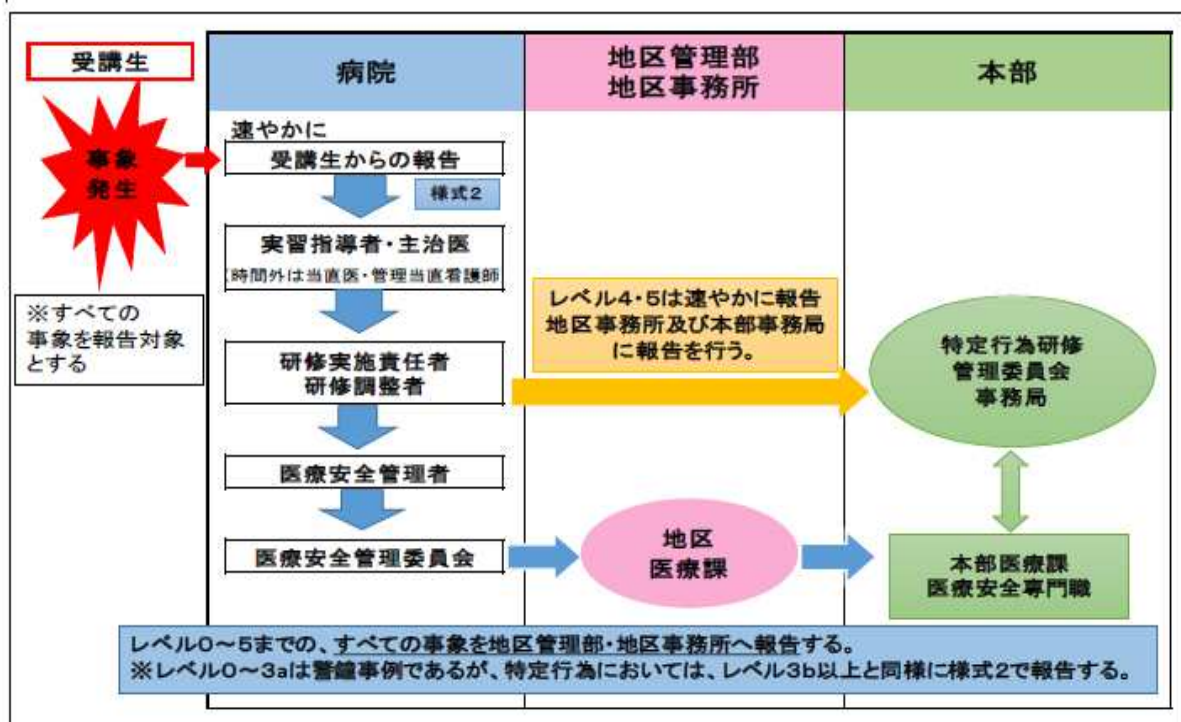 受講生
病院
地区管理部
地区事務所
本部
事象
発生
※すべての
事象を報告対象
とする
速やかに
受講生からの報告
様式2
実習指導者・主治医
(時間外は当直医・管理当直看護師
研修実施責任者
研修調整者
医療安全管理者
医療安全管理委員会
レベル4・5は速やかに報告
地区事務所及び本部事務局
に報告を行う。
地区
医療課
特定行為研修
管理委員会
事務局
本部医療課
医療安全専門職
レベル0～5までの、すべての事象を地区管理部・地区事務所へ報告する。
※レベル0～3aは警鐘事例であるが、特定行為においては、レベル3b以上と同様に様式2で報告する。